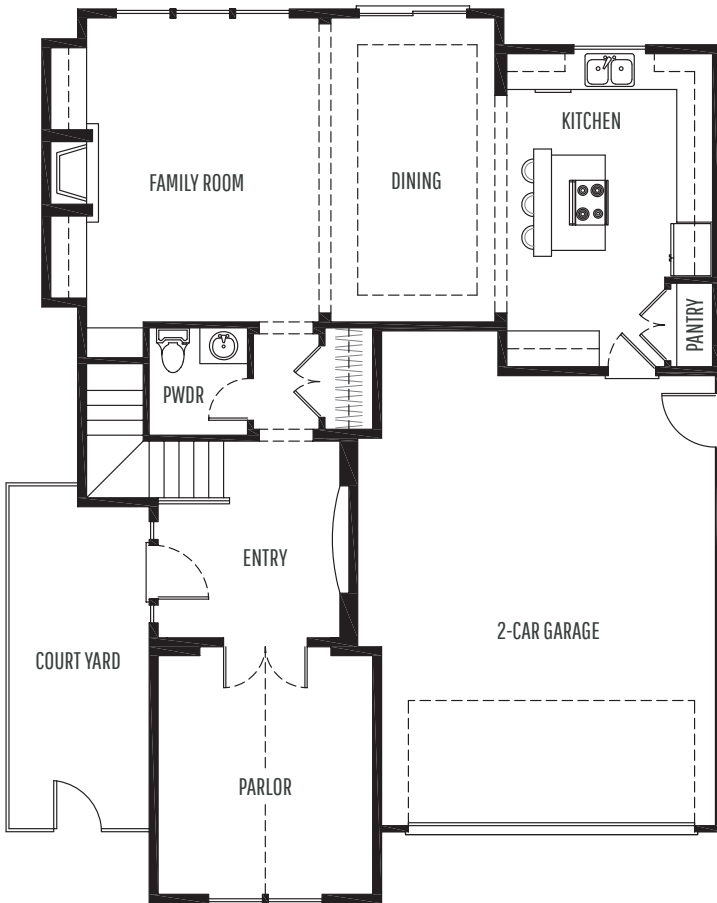 KITCHEN
FAMILY ROOM
DINING
PANTRY
PWDR
ENTRY
2-CAR GARAGE
COURT YARD
PARLOR